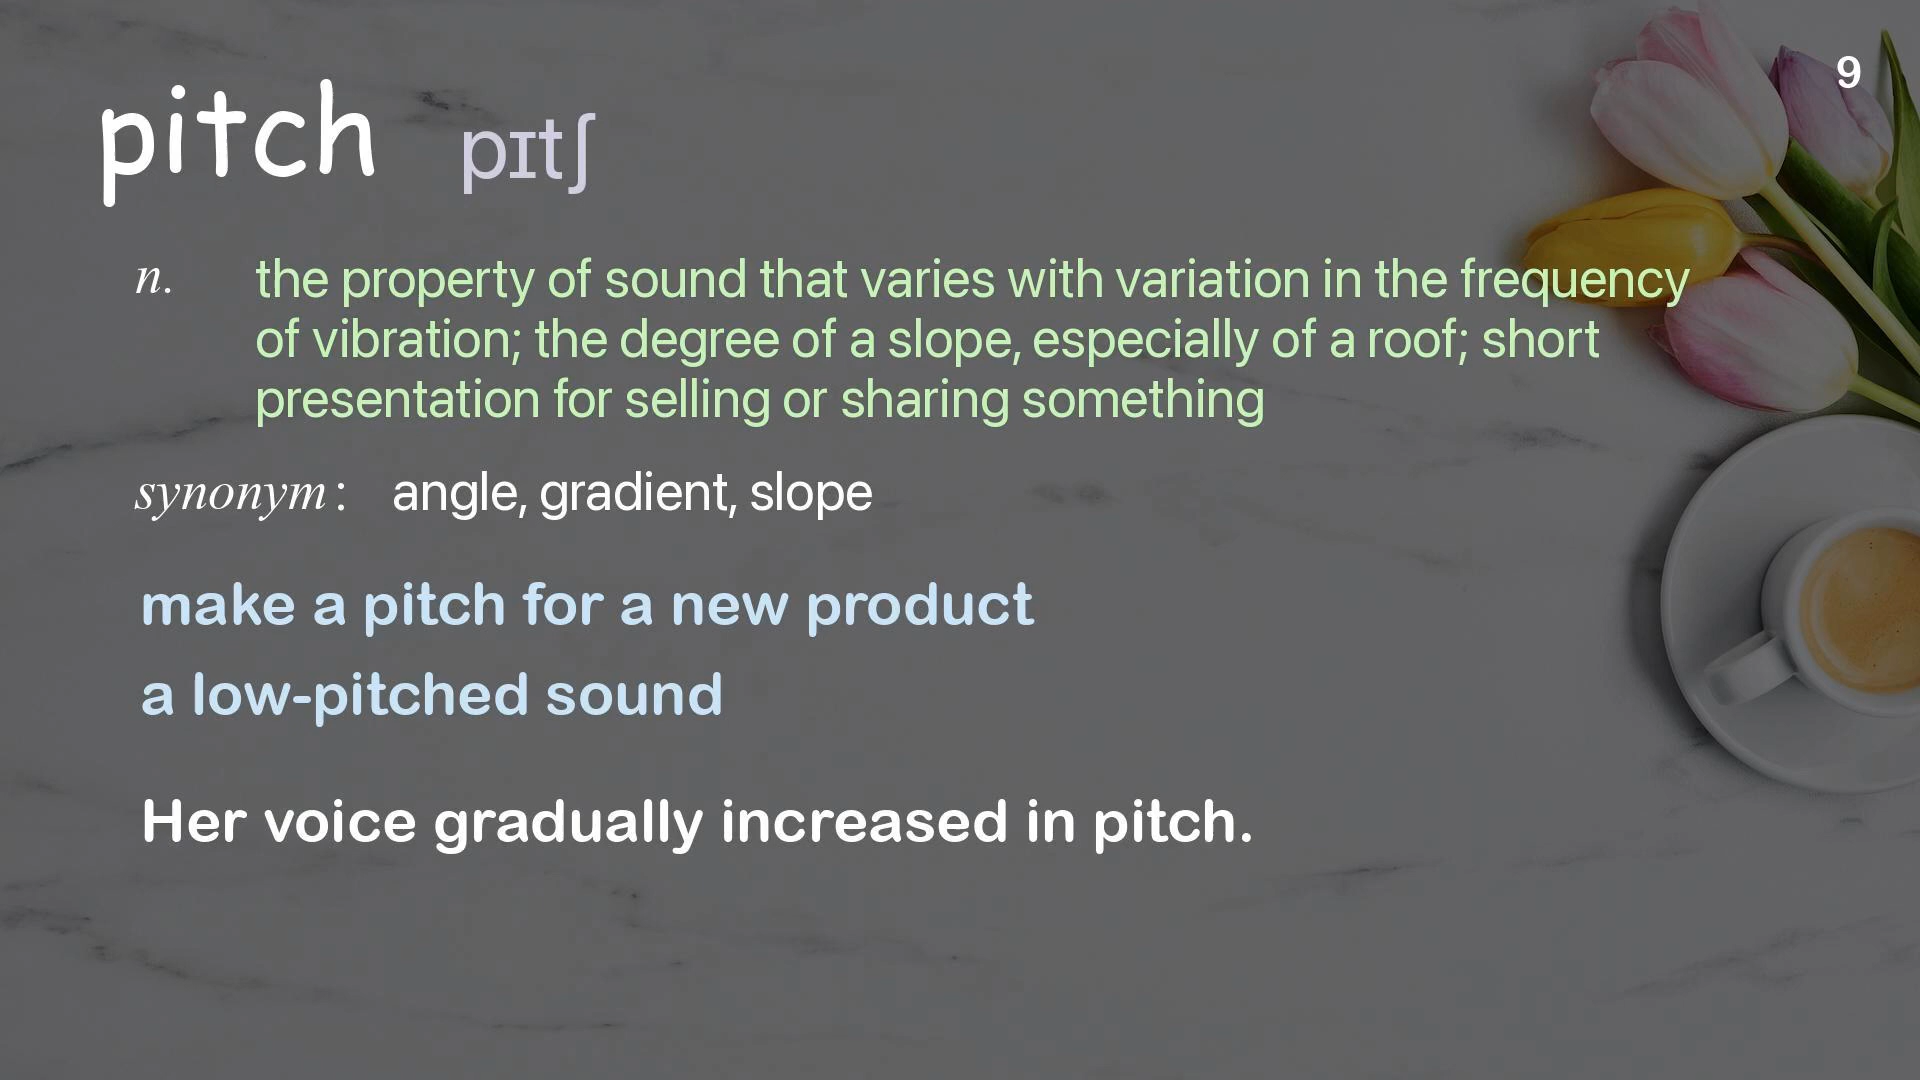 9
pitch pɪtʃ
n. the property of sound that varies with variation in the frequency
of vibration; the degree of a slope, especially of a roof; short
presentation for selling or sharing something
synonym: angle, gradient, slope
make a pitch for a new product
a low-pitched sound
Her voice gradually increased in pitch.